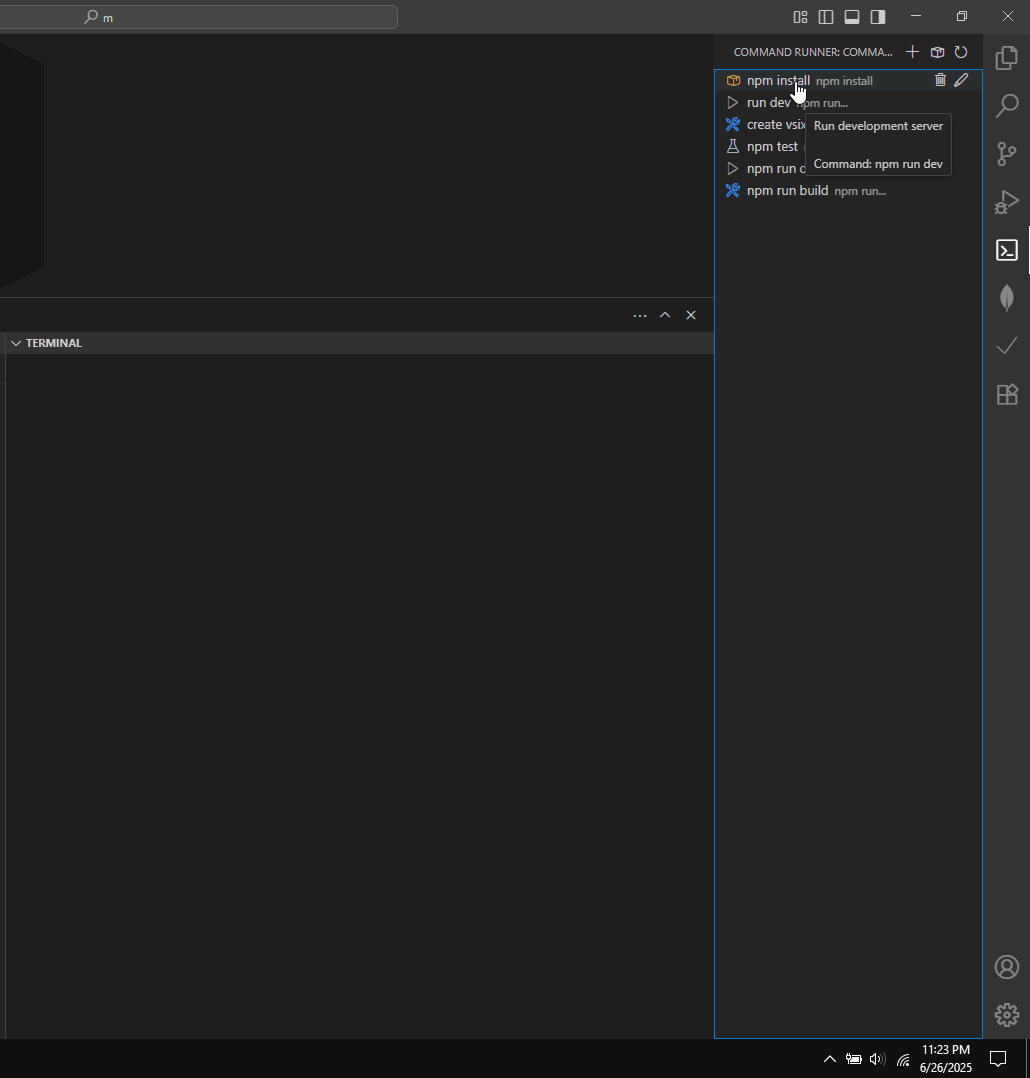 m
COMMAND RUNNER: COMMA...
npm install npm install
run dev npm run...
create vsix
Run development server
npm test
Command: npm run dev
npm run
npm run build npm run...
TERMINAL
11:23 PM
6/26/2025